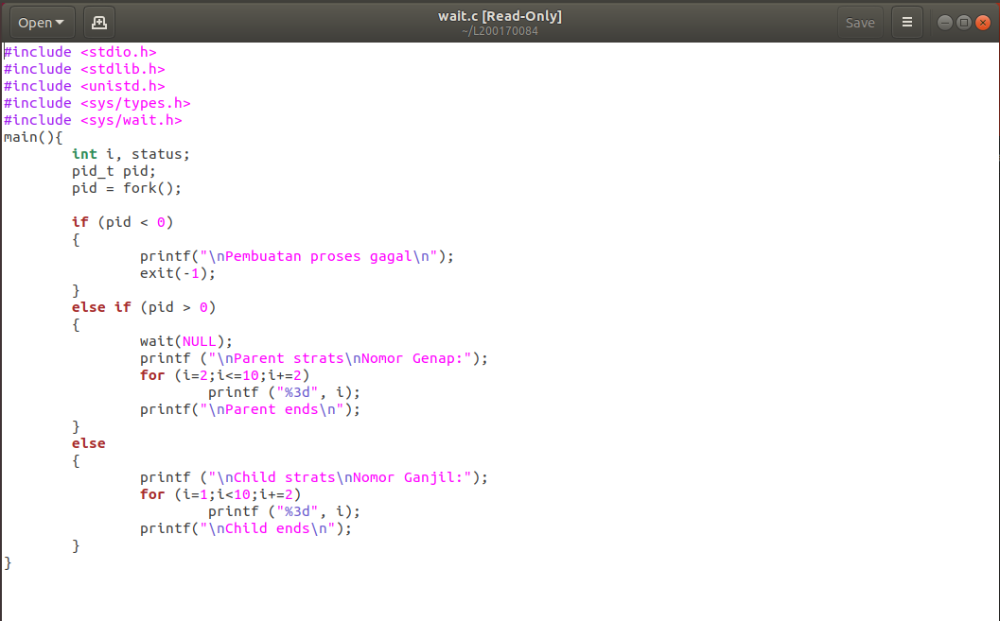 Open
wait.c [Read-Only]
~/L200170084
Save
#include <stdio.h>
#include <stdlib.h>
#include <unistd.h>
#include <sys/types.h>
#include <sys/wait.h>
main(){
        int i, status;
        pid_t pid;
        pid = fork();

        if (pid < 0)
        {
                printf("\nPembuatan proses gagal\n");
                exit(-1);
        }
        else if (pid > 0)
        {
                wait(NULL);
                printf ("\nParent strats\nNomor Genap:");
                for (i=2;i<=10;i+=2)
                        printf ("%3d", i);
                printf("\nParent ends\n");
        }
        else
        {
                printf ("\nChild strats\nNomor Ganjil:");
                for (i=1;i<10;i+=2)
                        printf ("%3d", i);
                printf("\nChild ends\n");
        }
}